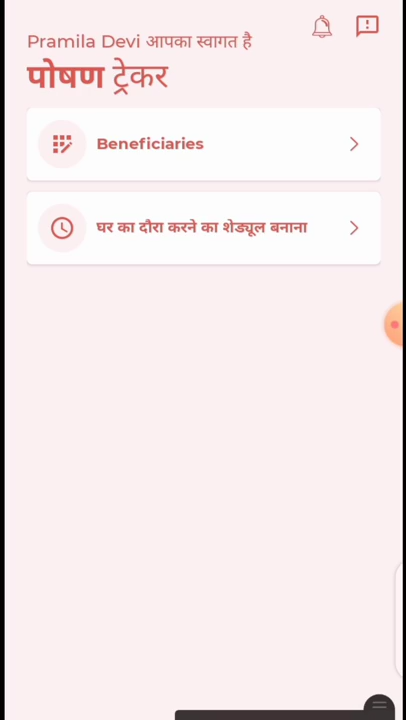 Pramila Devi आपका स्वागत है
पोषण ट्रेकर
Beneficiaries
घर का दौरा करने का शेड्यूल बनाना